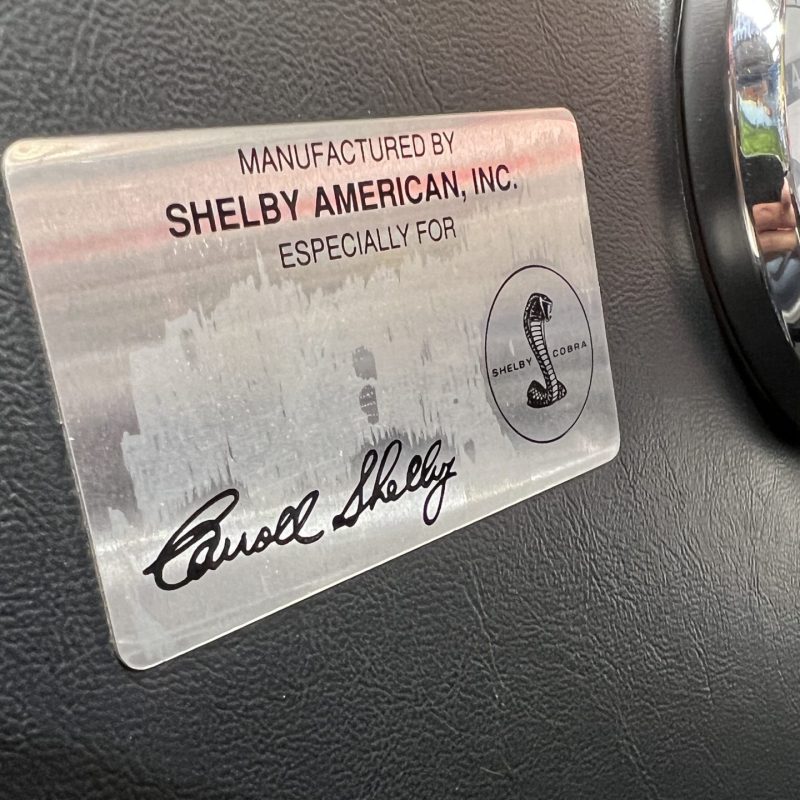 MANUFACTURED BY
SHELBY AMERICAN, INC.
ESPECIALLY FOR
SHELBY COBRA
Carroll Shelby